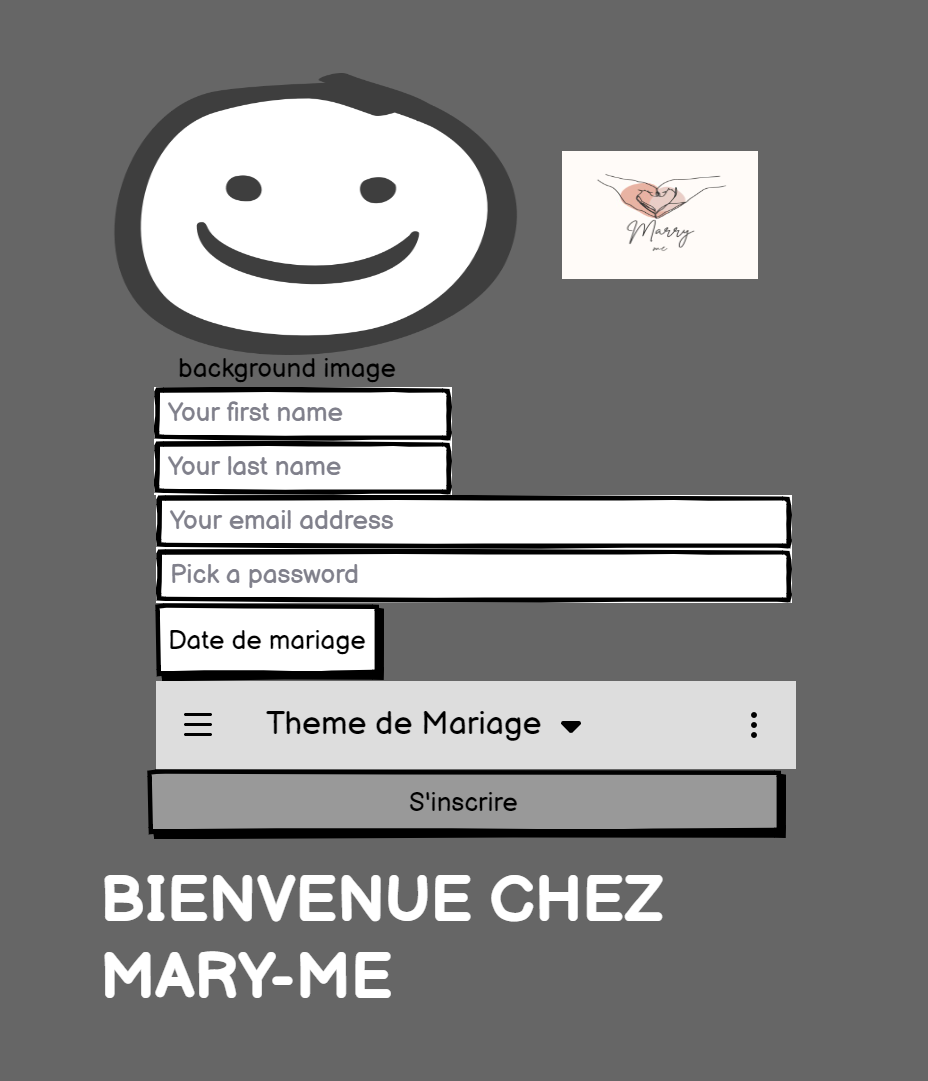 Marry
me
background image
Your first name
Your last name
Your email address
Pick a password
Date de mariage
Theme de Mariage
S'inscrire
BIENVENUE CHEZ
MARY-ME